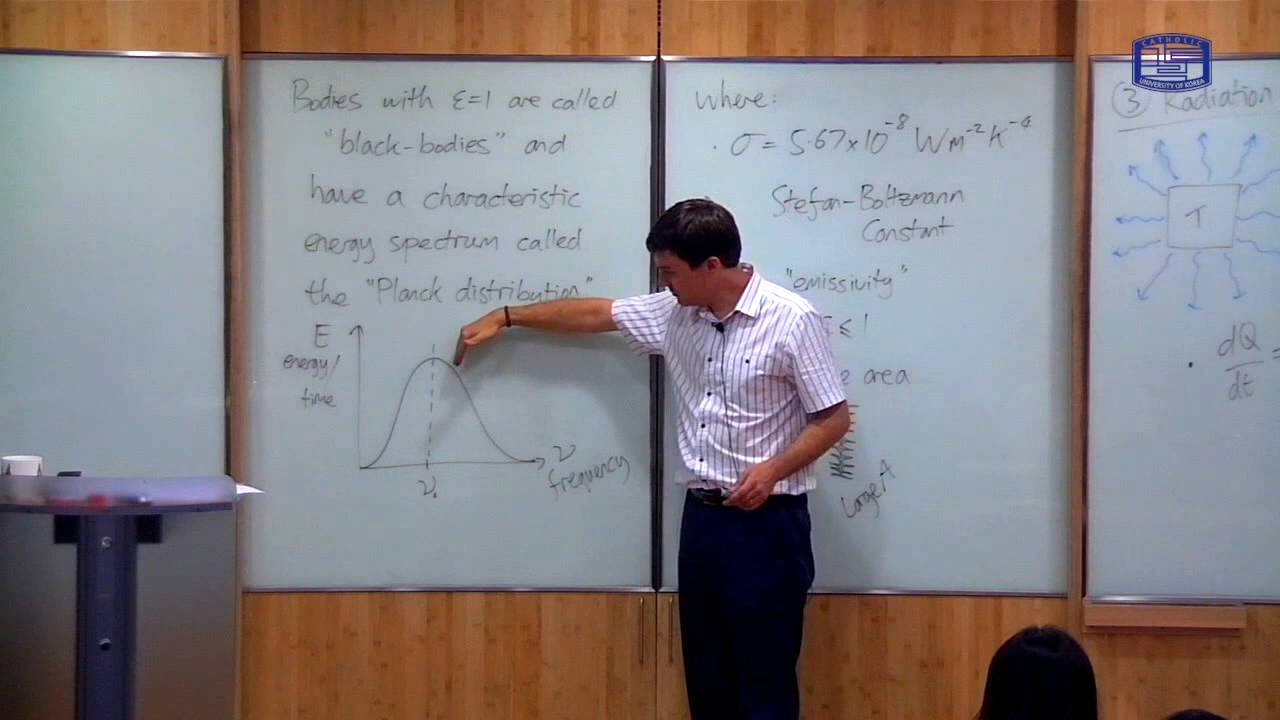 Bodies with ε=1 are called
"black-bodies" and
have a characteristic
energy spectrum called
the "Planck distribution"
E
energy/
time
ν
frequency
ν.
where:
· σ = 5.67×10⁻⁸ Wm⁻²K⁻⁴
Stefan-Boltzmann
Constant
"emissivity"
≤ 1
area
Large A
CATHOLIC
UNIVERSITY OF KOREA
③ Radiation
T
· dQ
dt =